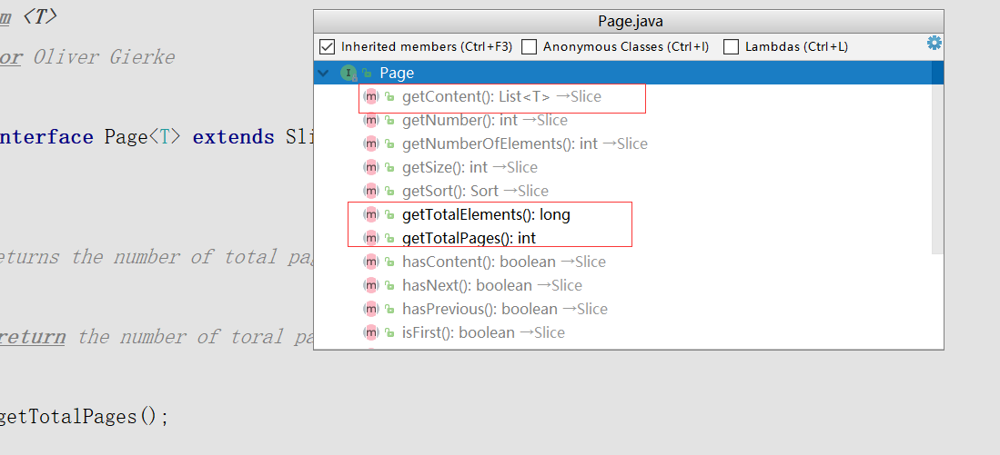 m <T>
or Oliver Gierke
nterface Page<T> extends Sli
eturns the number of total pag
return the number of toral pa
getTotalPages();
Page.java
Inherited members (Ctrl+F3) Anonymous Classes (Ctrl+I) Lambdas (Ctrl+L)
I Page
m getContent(): List<T> →Slice
m getNumber(): int →Slice
m getNumberOfElements(): int →Slice
m getSize(): int →Slice
m getSort(): Sort →Slice
m getTotalElements(): long
m getTotalPages(): int
m hasContent(): boolean →Slice
m hasNext(): boolean →Slice
m hasPrevious(): boolean →Slice
m isFirst(): boolean →Slice